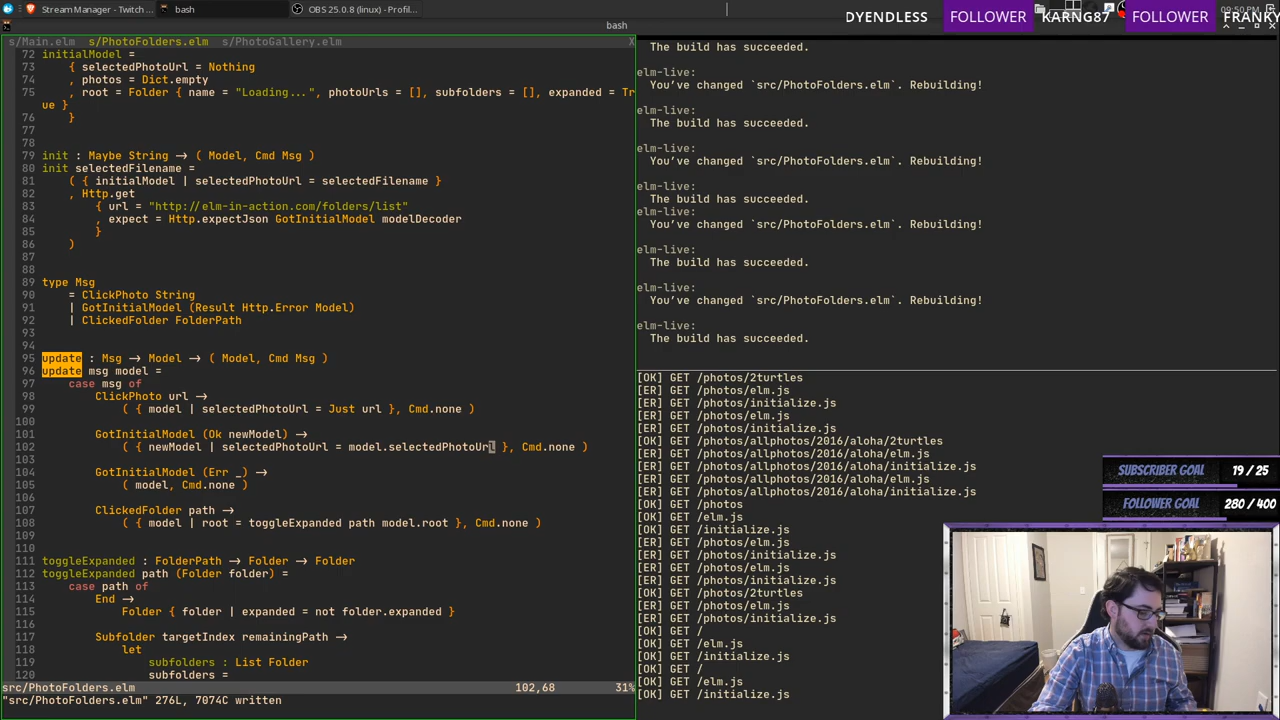 Stream Manager - Twitch
bash
OBS 25.0.8 (linux) - Profil...
09:50 PM
bash
DYENDLESS FOLLOWER KARNG87 FOLLOWER FRANKY
s/Main.elm s/PhotoFolders.elm s/PhotoGallery.elm X
72 initialModel =
73     { selectedPhotoUrl = Nothing
74     , photos = Dict.empty
75     , root = Folder { name = "Loading...", photoUrls = [], subfolders = [], expanded = Tr
ue }
76     }
77
78
79 init : Maybe String → ( Model, Cmd Msg )
80 init selectedFilename =
81     ( { initialModel | selectedPhotoUrl = selectedFilename }
82     , Http.get
83         { url = "http://elm-in-action.com/folders/list"
84         , expect = Http.expectJson GotInitialModel modelDecoder
85         }
86     )
87
88
89 type Msg
90     = ClickPhoto String
91     | GotInitialModel (Result Http.Error Model)
92     | ClickedFolder FolderPath
93
94
95 update : Msg → Model → ( Model, Cmd Msg )
96 update msg model =
97     case msg of
98         ClickPhoto url →
99             ( { model | selectedPhotoUrl = Just url }, Cmd.none )
100
101         GotInitialModel (Ok newModel) →
102             ( { newModel | selectedPhotoUrl = model.selectedPhotoUrl }, Cmd.none )
103
104         GotInitialModel (Err _) →
105             ( model, Cmd.none )
106
107         ClickedFolder path →
108             ( { model | root = toggleExpanded path model.root }, Cmd.none )
109
110
111 toggleExpanded : FolderPath → Folder → Folder
112 toggleExpanded path (Folder folder) =
113     case path of
114         End →
115             Folder { folder | expanded = not folder.expanded }
116
117         Subfolder targetIndex remainingPath →
118             let
119                 subfolders : List Folder
120                 subfolders =
src/PhotoFolders.elm 102,68 31%
"src/PhotoFolders.elm" 276L, 7074C written
The build has succeeded.
elm-live:
You've changed `src/PhotoFolders.elm`. Rebuilding!
elm-live:
The build has succeeded.
elm-live:
You've changed `src/PhotoFolders.elm`. Rebuilding!
elm-live:
The build has succeeded.
elm-live:
You've changed `src/PhotoFolders.elm`. Rebuilding!
elm-live:
The build has succeeded.
elm-live:
You've changed `src/PhotoFolders.elm`. Rebuilding!
elm-live:
The build has succeeded.
[OK] GET /photos/2turtles
[ER] GET /photos/elm.js
[ER] GET /photos/initialize.js
[ER] GET /photos/elm.js
[ER] GET /photos/initialize.js
[OK] GET /photos/allphotos/2016/aloha/2turtles
[ER] GET /photos/allphotos/2016/aloha/elm.js
[ER] GET /photos/allphotos/2016/aloha/initialize.js
[ER] GET /photos/allphotos/2016/aloha/elm.js
[ER] GET /photos/allphotos/2016/aloha/initialize.js
[OK] GET /photos
[OK] GET /elm.js
[OK] GET /initialize.js
[ER] GET /photos/elm.js
[ER] GET /photos/initialize.js
[ER] GET /photos/elm.js
[ER] GET /photos/initialize.js
[OK] GET /photos/2turtles
[ER] GET /photos/elm.js
[ER] GET /photos/initialize.js
[OK] GET /
[OK] GET /elm.js
[OK] GET /initialize.js
[OK] GET /
[OK] GET /elm.js
[OK] GET /initialize.js
SUBSCRIBER GOAL 19 / 25
FOLLOWER GOAL 280 / 400